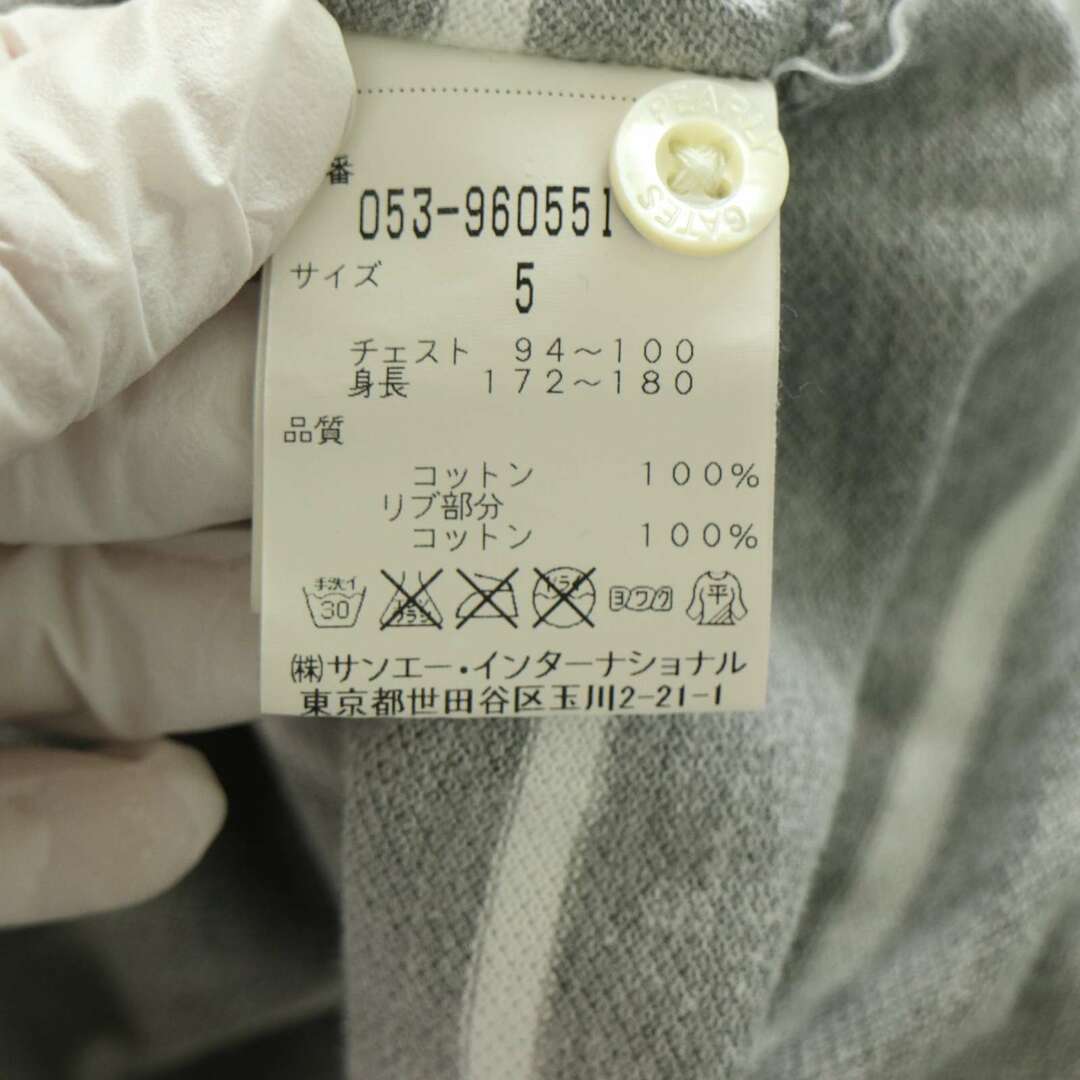 番
053-960551
PEARLY GATES
サイズ 5
チェスト 94~100
身長 172~180
品質
コットン 100%
リブ部分
コットン 100%
手洗イ 30 ドライ ヨワク 平
(株)サンエー・インターナショナル
東京都世田谷区玉川2-21-1